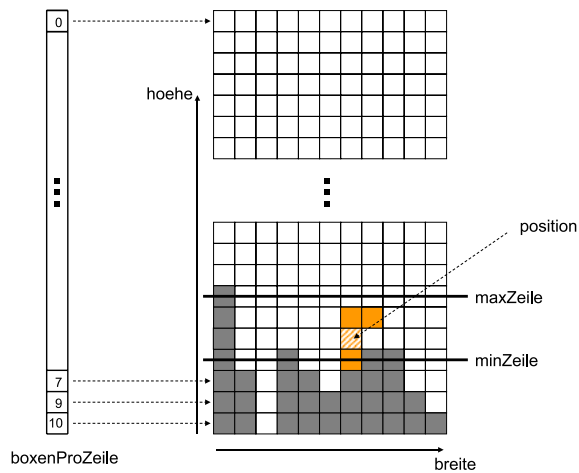 0
hoehe
position
maxZeile
minZeile
7
9
10
boxenProZeile
breite